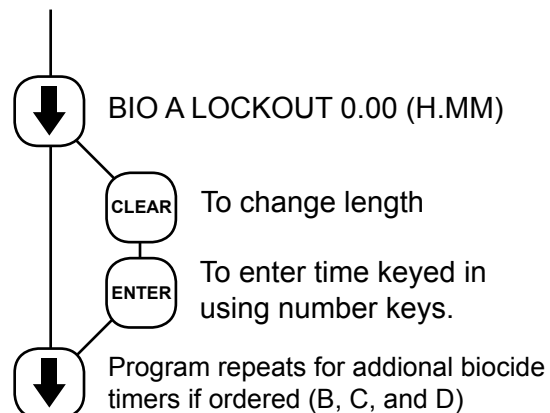 BIO A LOCKOUT 0.00 (H.MM)
CLEAR
To change length
ENTER
To enter time keyed in
using number keys.
Program repeats for addional biocide
timers if ordered (B, C, and D)